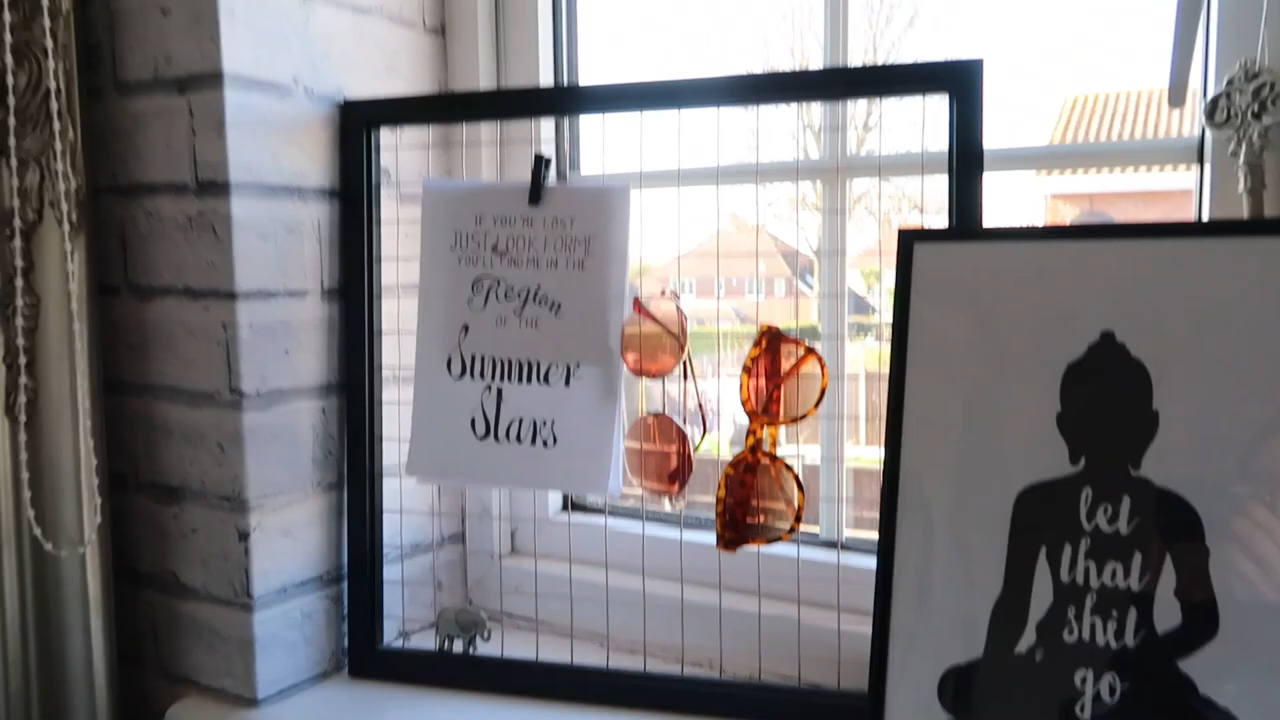 IF YOU'RE LOST
JUST LOOK FOR ME
YOU'LL FIND ME IN THE
Region
OF THE
Summer
Stars
let
that
shit
go